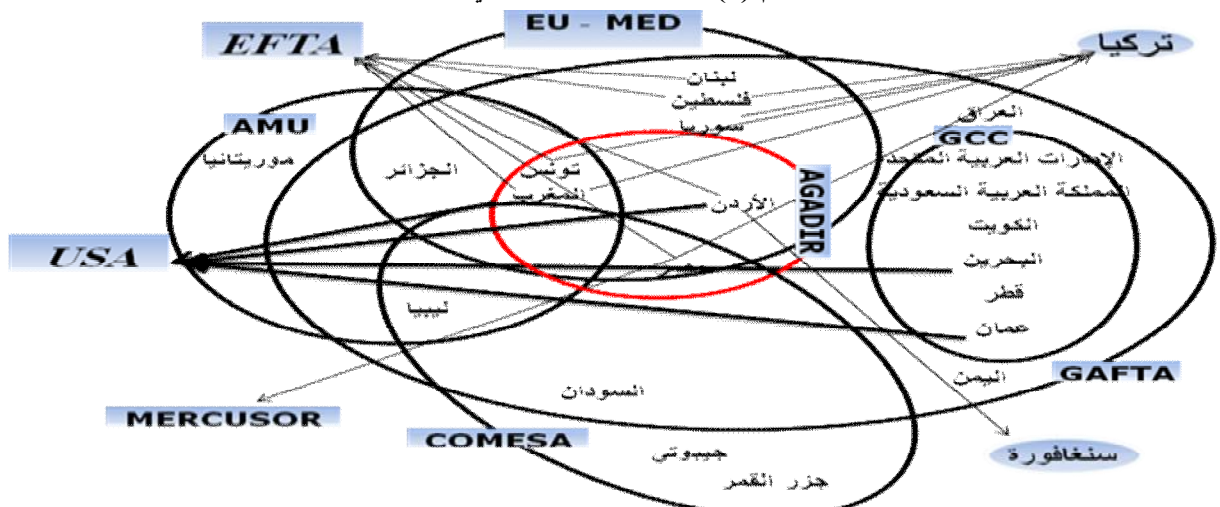 EU - MED
EFTA
تركيا
لبنان
فلسطين
سوريا
العراق
AMU
GCC
موريتانيا
الجزائر
تونس
المغرب
الأردن
AGADIR
الإمارات العربية المتحدة
المملكة العربية السعودية
الكويت
USA
البحرين
قطر
ليبيا
عمان
اليمن
GAFTA
السودان
MERCUSOR
COMESA
جيبوتي
سنغافورة
جزر القمر